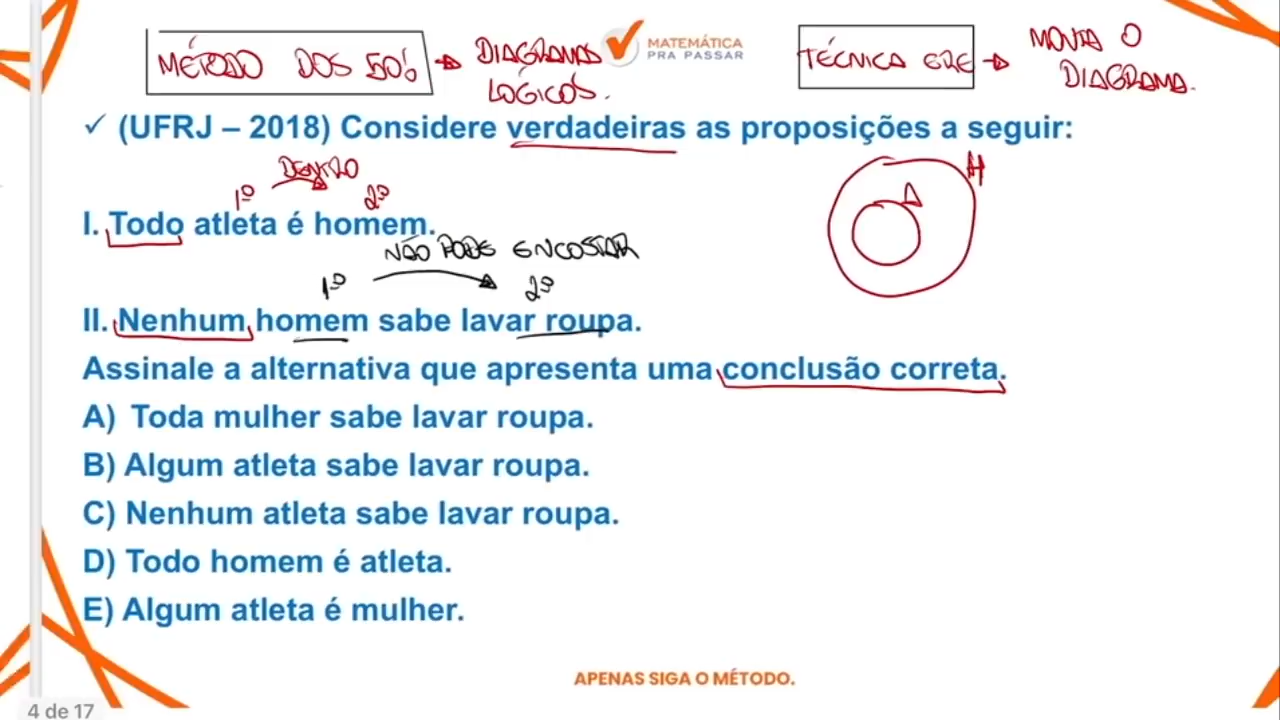 MÉTODO DOS 50% → DIAGRAMAS LÓGICOS.
MATEMÁTICA
PRA PASSAR
TÉCNICA → MONTA O DIAGRAMA.
✓ (UFRJ – 2018) Considere verdadeiras as proposições a seguir:
DENTRO
1º 2º
H
A
I. Todo atleta é homem.
NÃO PODE ENCOSTAR
1º 2º
II. Nenhum homem sabe lavar roupa.
Assinale a alternativa que apresenta uma conclusão correta.
A) Toda mulher sabe lavar roupa.
B) Algum atleta sabe lavar roupa.
C) Nenhum atleta sabe lavar roupa.
D) Todo homem é atleta.
E) Algum atleta é mulher.
APENAS SIGA O MÉTODO.
4 de 17